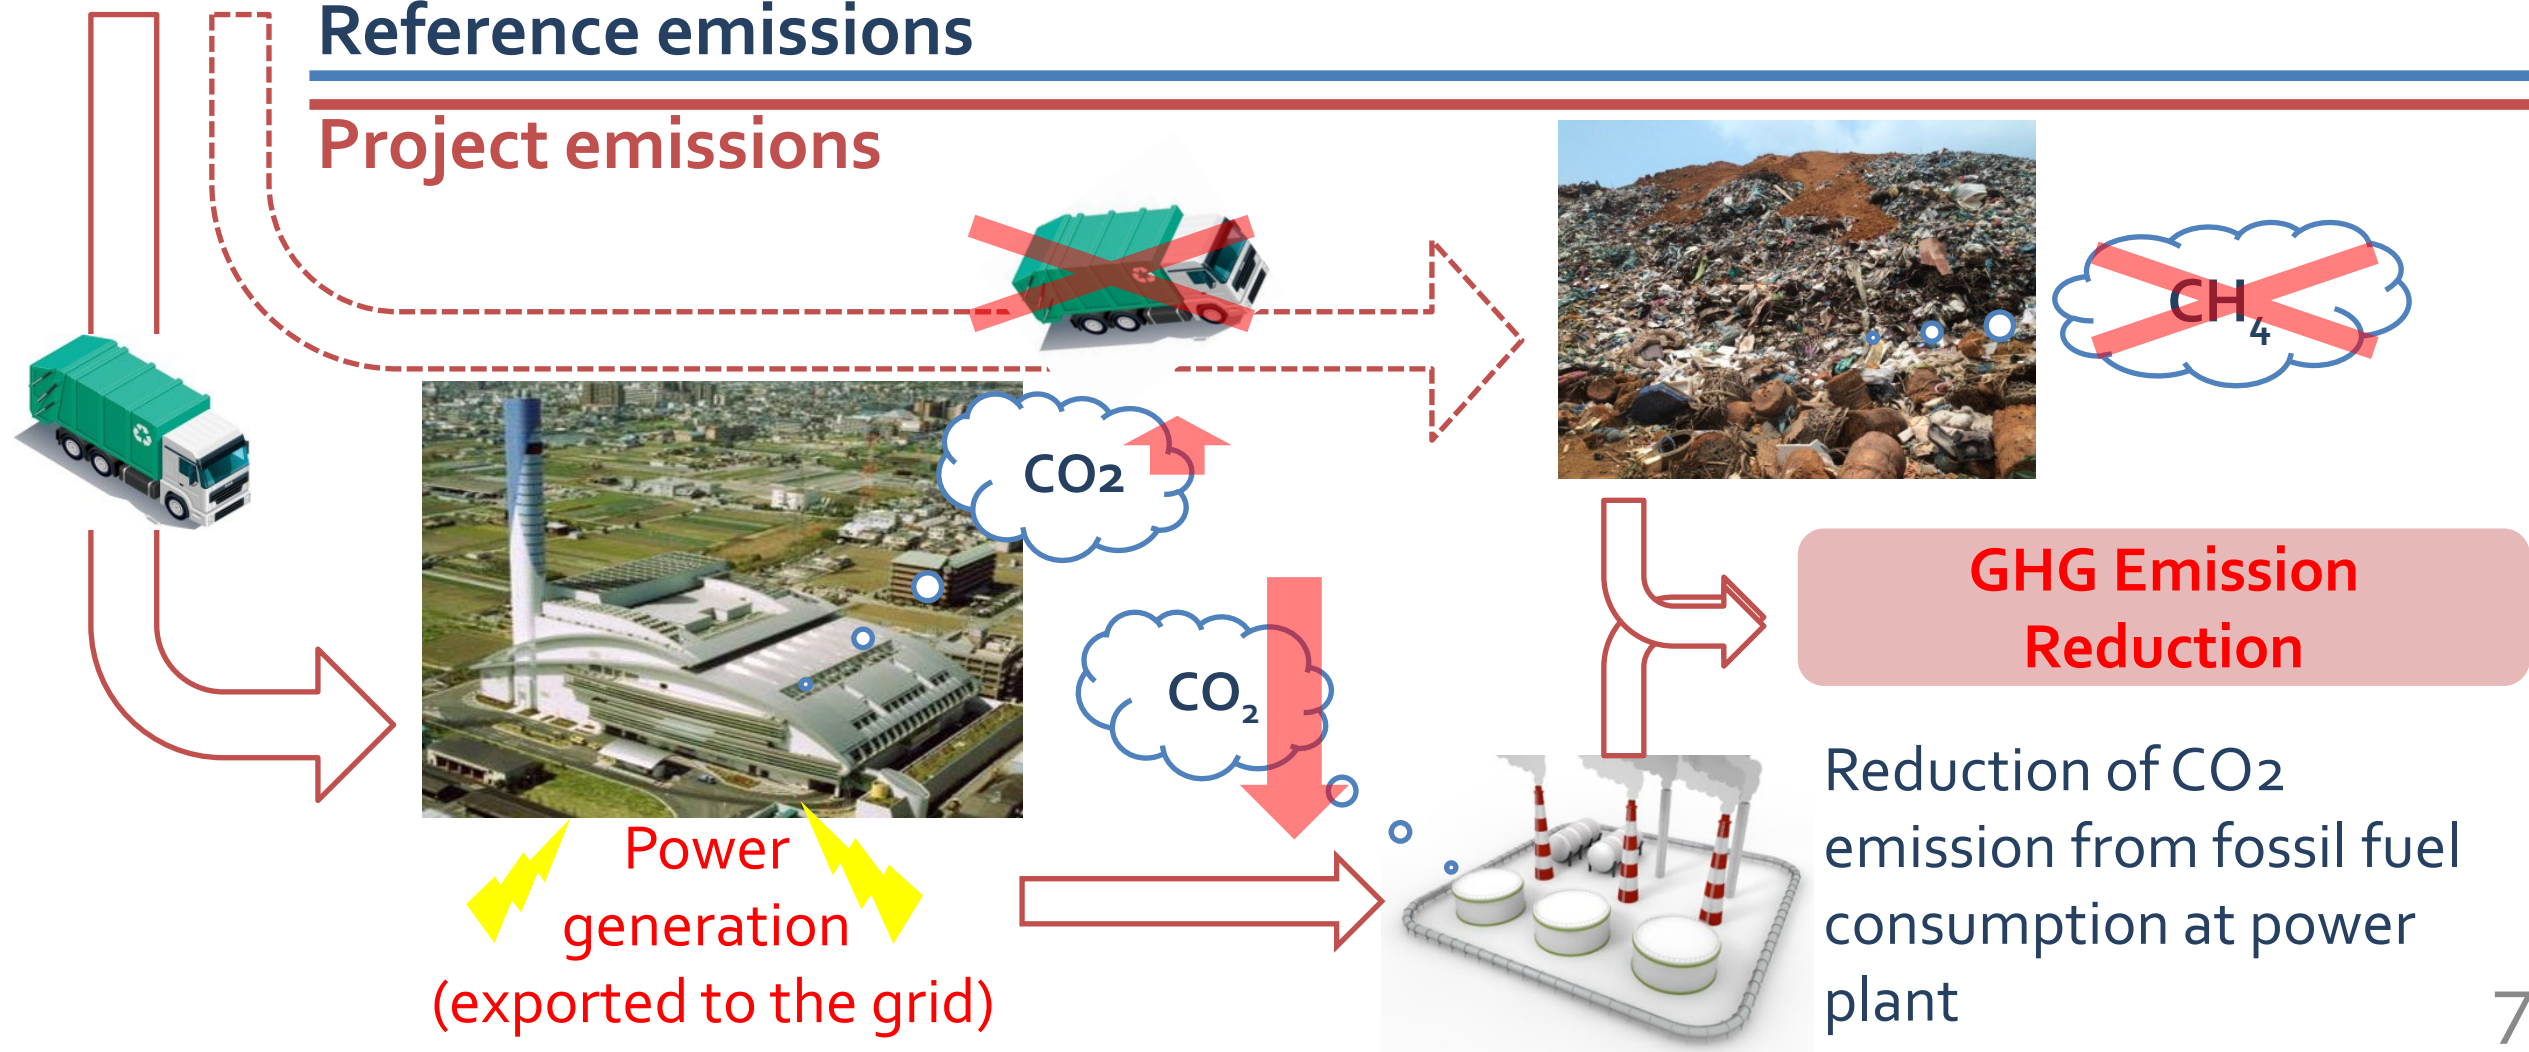 Reference emissions
Project emissions
CH₄
CO2
CO₂
GHG Emission
Reduction
Power
generation
(exported to the grid)
Reduction of CO2
emission from fossil fuel
consumption at power
plant
7